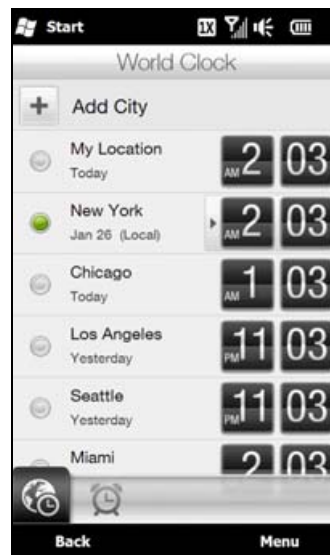 Start 1X
World Clock
Add City
My Location
Today
AM 2 03
New York
Jan 26 (Local)
AM 2 03
Chicago
Today
AM 1 03
Los Angeles
Yesterday
PM 11 03
Seattle
Yesterday
PM 11 03
Miami
2 03
Back Menu